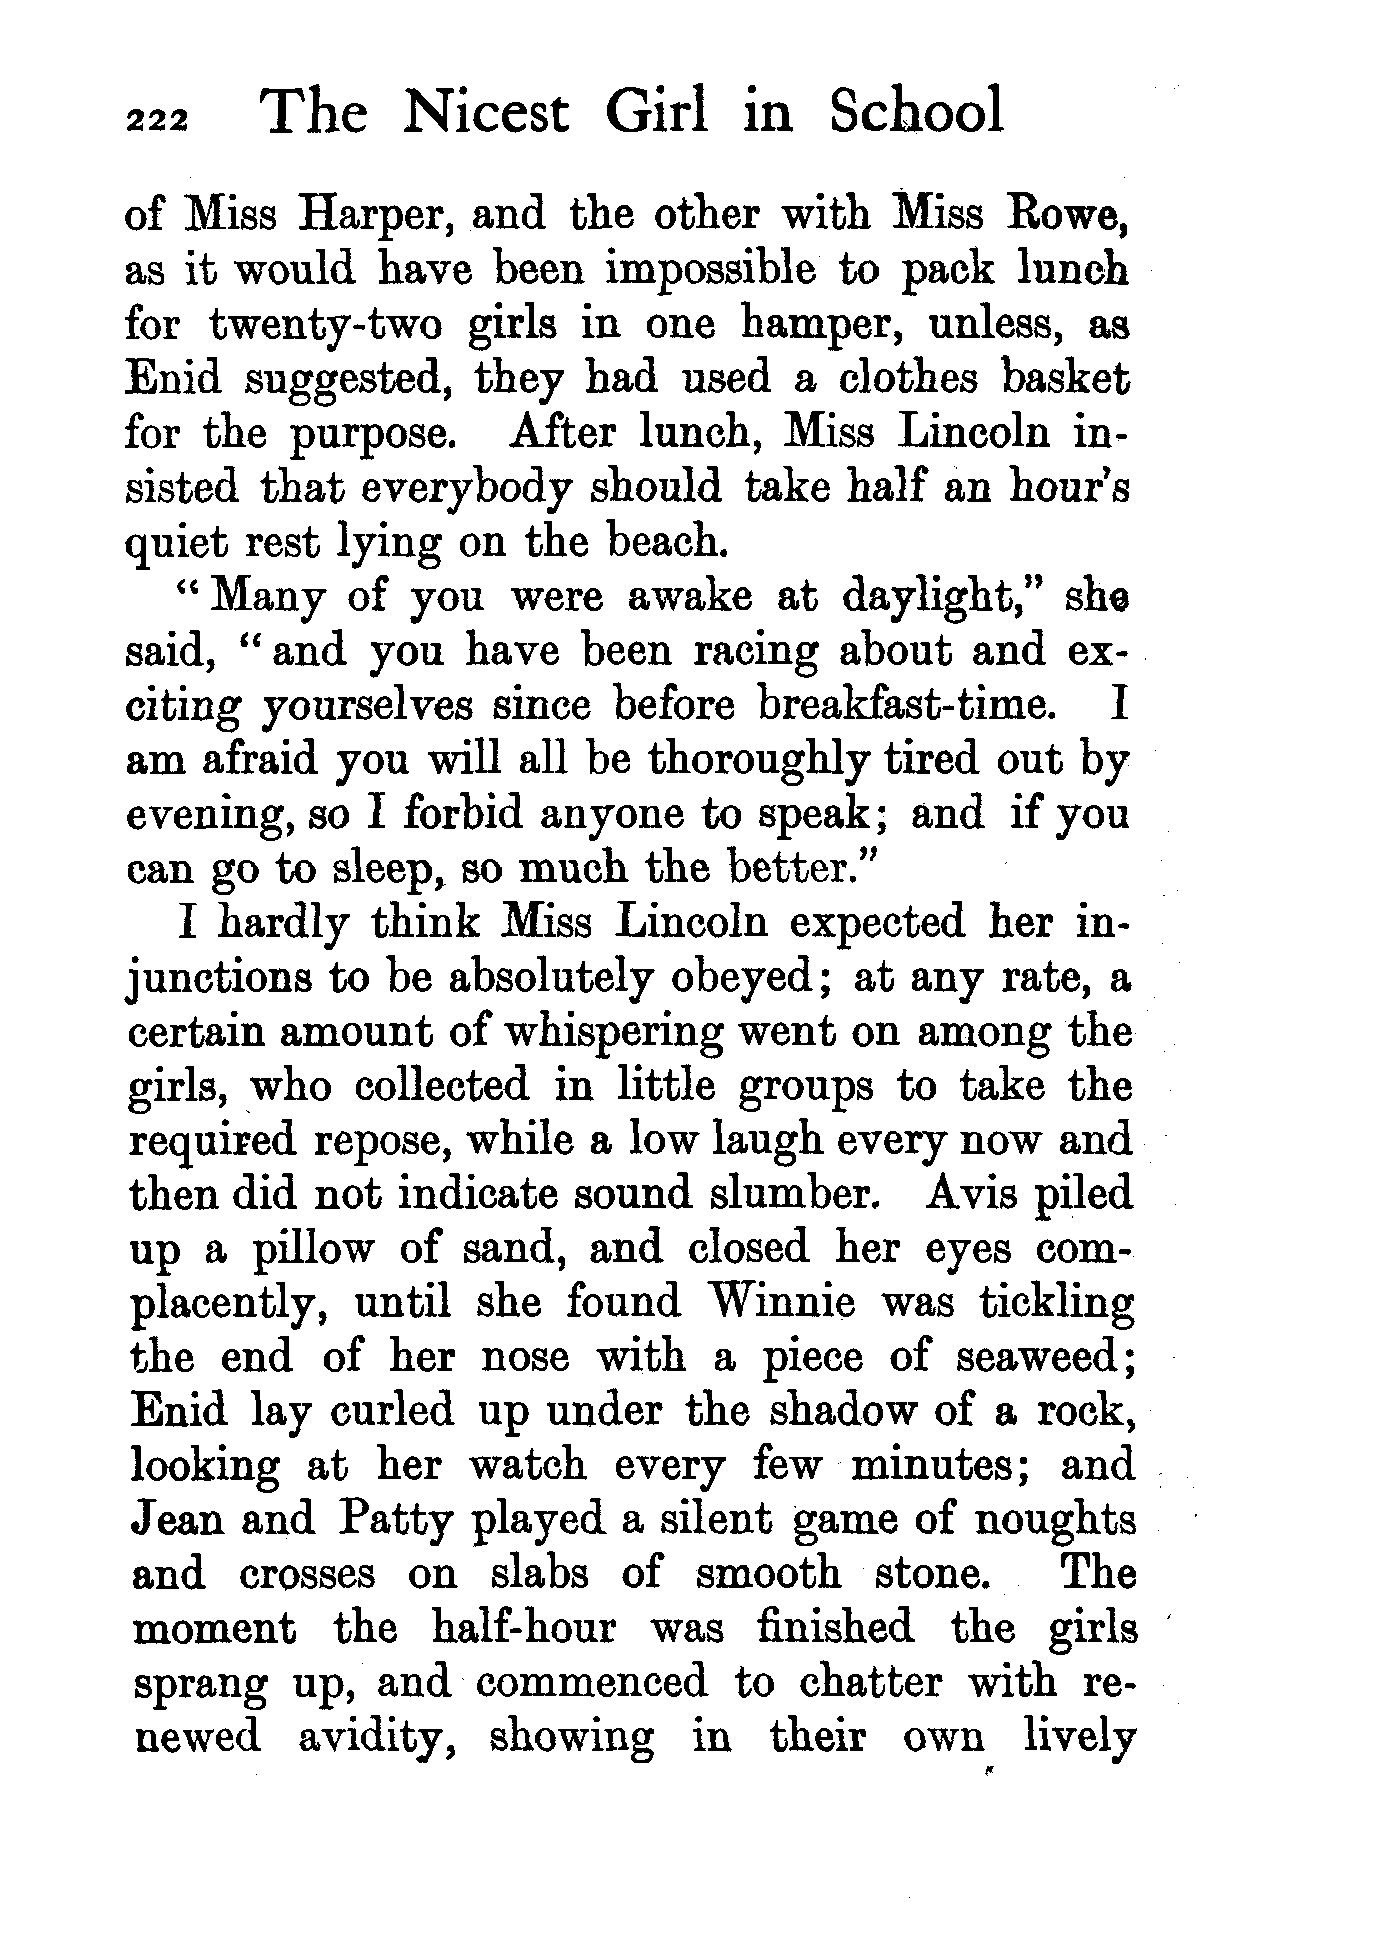 222 The Nicest Girl in School
of Miss Harper, and the other with Miss Rowe,
as it would have been impossible to pack lunch
for twenty-two girls in one hamper, unless, as
Enid suggested, they had used a clothes basket
for the purpose. After lunch, Miss Lincoln in-
sisted that everybody should take half an hour's
quiet rest lying on the beach.
"Many of you were awake at daylight," she
said, "and you have been racing about and ex-
citing yourselves since before breakfast-time. I
am afraid you will all be thoroughly tired out by
evening, so I forbid anyone to speak; and if you
can go to sleep, so much the better."
I hardly think Miss Lincoln expected her in-
junctions to be absolutely obeyed; at any rate, a
certain amount of whispering went on among the
girls, who collected in little groups to take the
required repose, while a low laugh every now and
then did not indicate sound slumber. Avis piled
up a pillow of sand, and closed her eyes com-
placently, until she found Winnie was tickling
the end of her nose with a piece of seaweed;
Enid lay curled up under the shadow of a rock,
looking at her watch every few minutes; and
Jean and Patty played a silent game of noughts
and crosses on slabs of smooth stone. The
moment the half-hour was finished the girls
sprang up, and commenced to chatter with re-
newed avidity, showing in their own lively